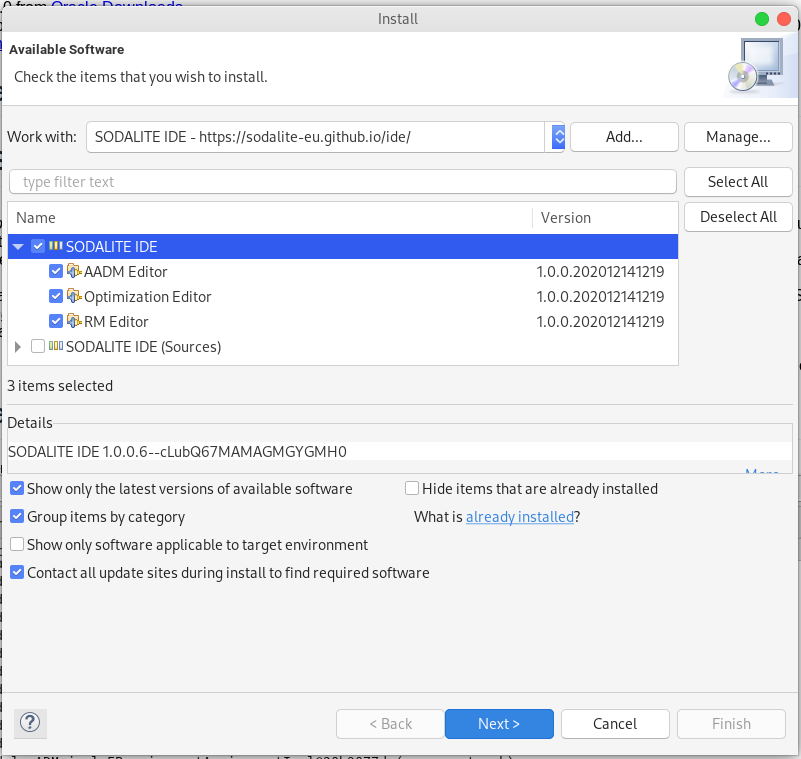 0 from Oracle Downloads
Install
Available Software
Check the items that you wish to install.
Work with: SODALITE IDE - https://sodalite-eu.github.io/ide/ Add... Manage...
type filter text Select All
Name Version Deselect All
SODALITE IDE
AADM Editor 1.0.0.202012141219
Optimization Editor 1.0.0.202012141219
RM Editor 1.0.0.202012141219
SODALITE IDE (Sources)
3 items selected
Details
SODALITE IDE 1.0.0.6--cLubQ67MAMAGMGYGMH0
More...
Show only the latest versions of available software Hide items that are already installed
Group items by category What is already installed?
Show only software applicable to target environment
Contact all update sites during install to find required software
? < Back Next > Cancel Finish